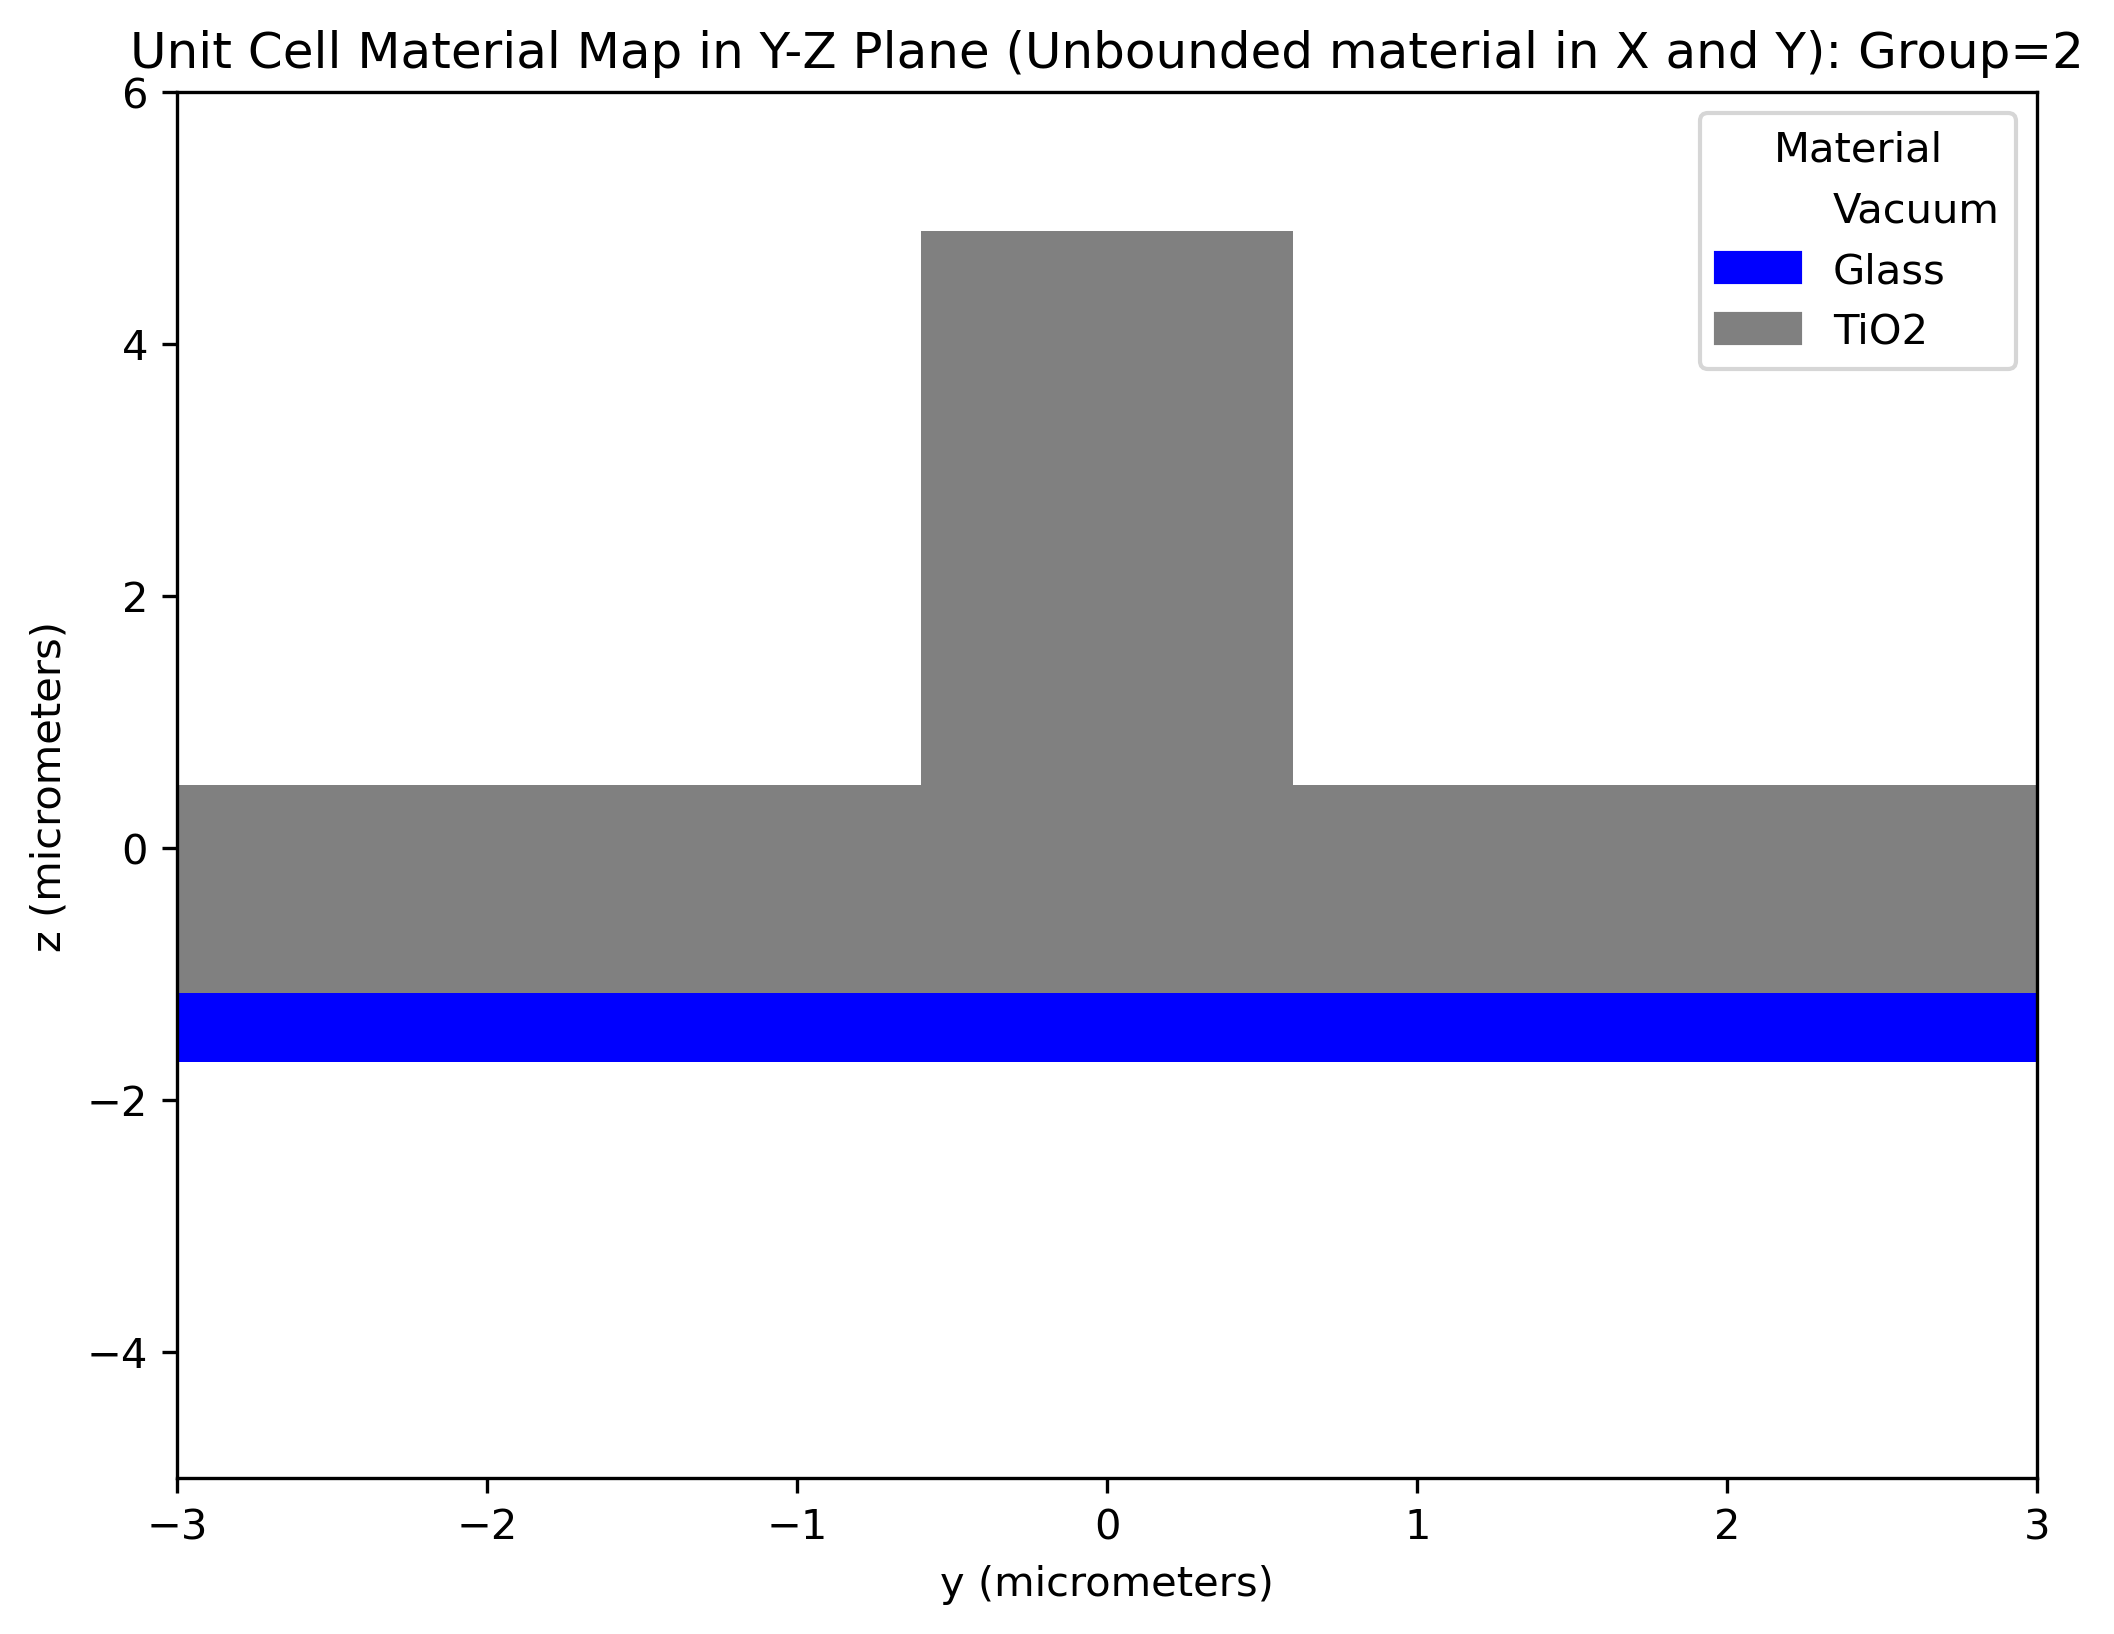 Unit Cell Material Map in Y-Z Plane (Unbounded material in X and Y): Group=2
6
4
2
0
−2
−4
z (micrometers)
Material
Vacuum
Glass
TiO2
−3
−2
−1
0
1
2
3
y (micrometers)